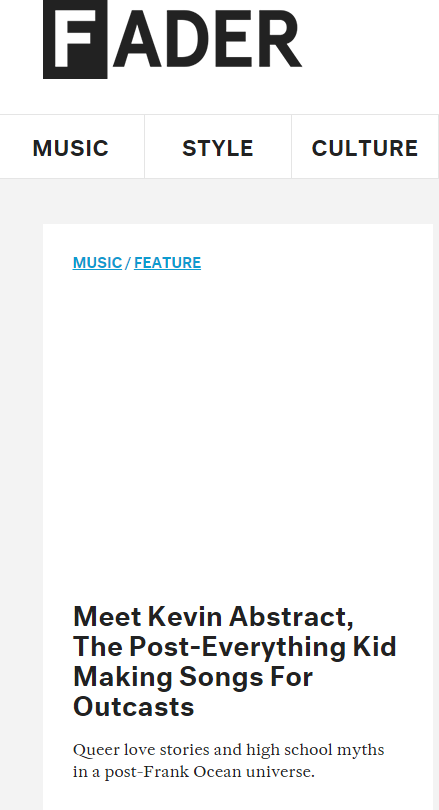 FADER
MUSIC STYLE CULTURE
MUSIC / FEATURE
Meet Kevin Abstract,
The Post-Everything Kid
Making Songs For
Outcasts
Queer love stories and high school myths
in a post-Frank Ocean universe.